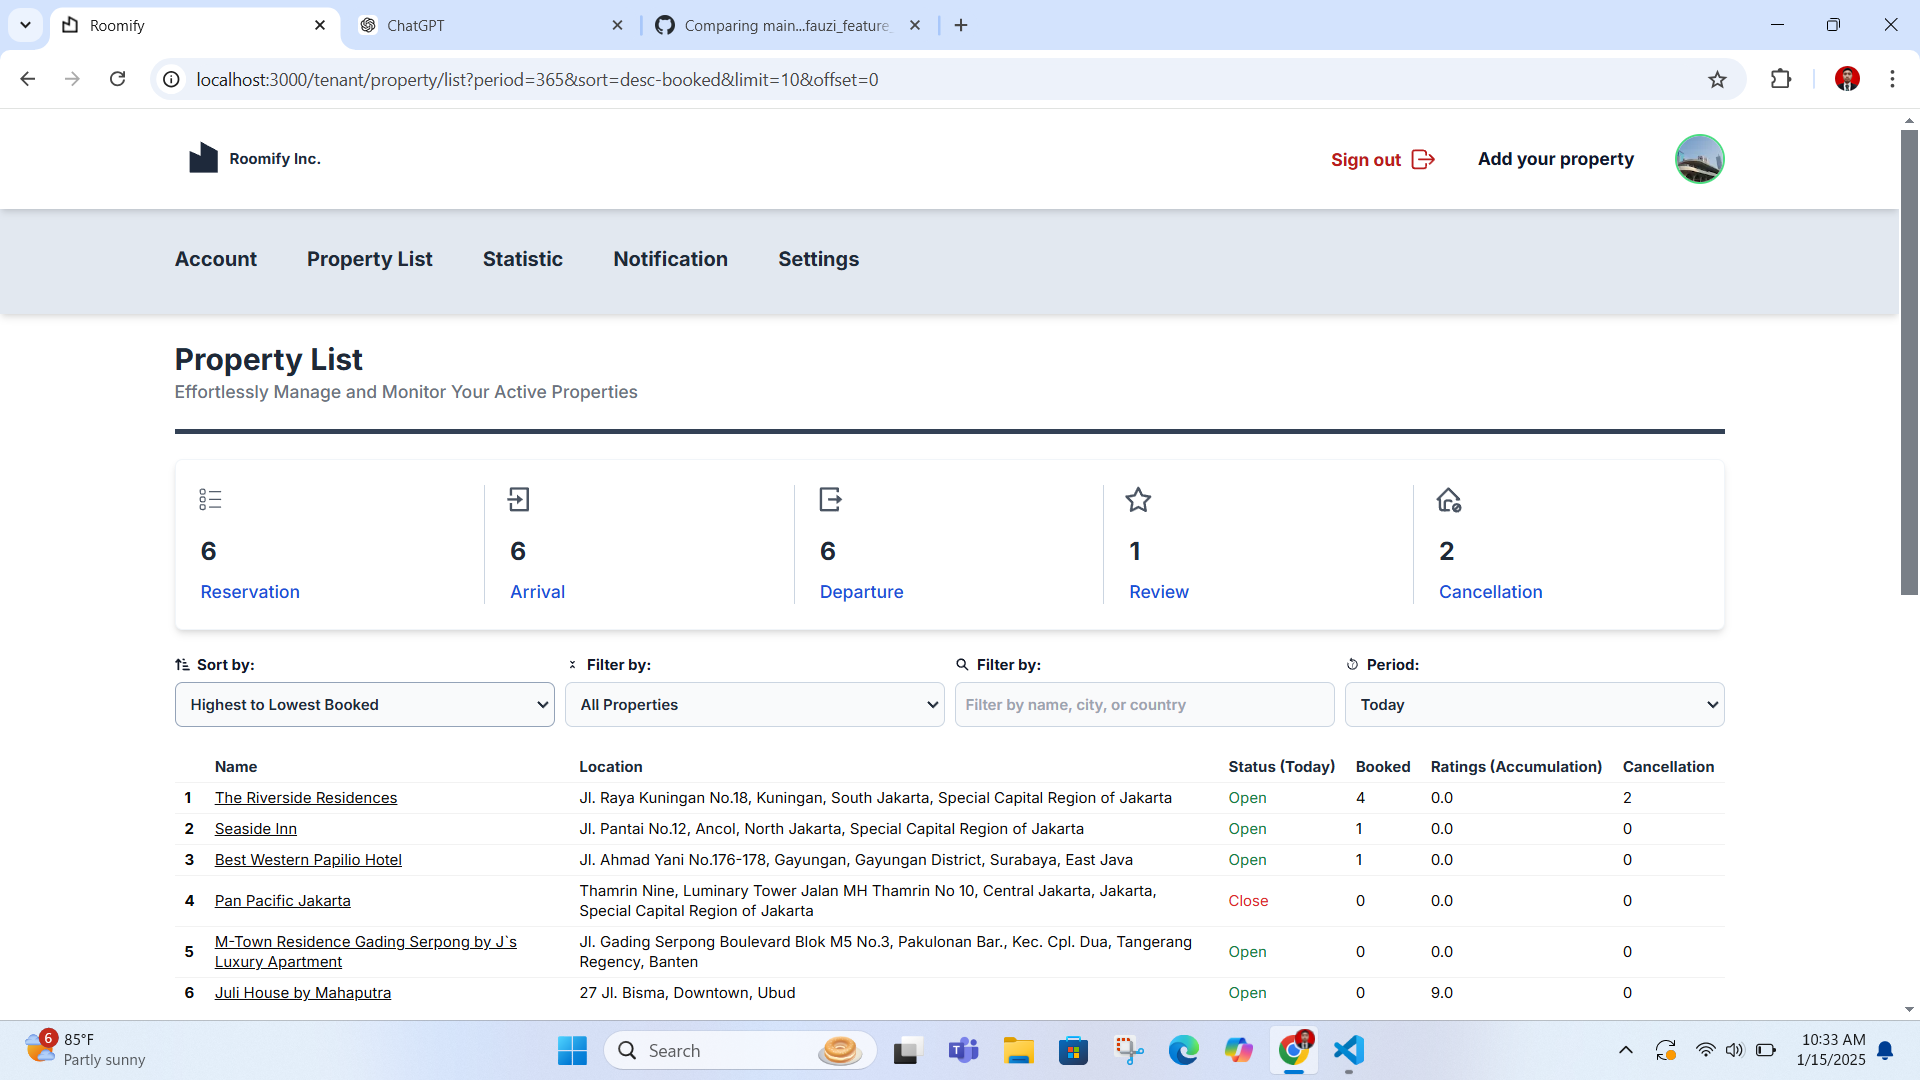 Roomify
ChatGPT
Comparing main...fauzi_feature_
localhost:3000/tenant/property/list?period=365&sort=desc-booked&limit=10&offset=0
Roomify Inc.
Sign out
Add your property
Account
Property List
Statistic
Notification
Settings
Property List
Effortlessly Manage and Monitor Your Active Properties
6
Reservation
6
Arrival
6
Departure
1
Review
2
Cancellation
Sort by:
Filter by:
Filter by:
Period:
Highest to Lowest Booked
All Properties
Filter by name, city, or country
Today
Name Location Status (Today) Booked Ratings (Accumulation) Cancellation
1 The Riverside Residences Jl. Raya Kuningan No.18, Kuningan, South Jakarta, Special Capital Region of Jakarta Open 4 0.0 2
2 Seaside Inn Jl. Pantai No.12, Ancol, North Jakarta, Special Capital Region of Jakarta Open 1 0.0 0
3 Best Western Papilio Hotel Jl. Ahmad Yani No.176-178, Gayungan, Gayungan District, Surabaya, East Java Open 1 0.0 0
4 Pan Pacific Jakarta Thamrin Nine, Luminary Tower Jalan MH Thamrin No 10, Central Jakarta, Jakarta,
Special Capital Region of Jakarta Close 0 0.0 0
5 M-Town Residence Gading Serpong by J`s
Luxury Apartment Jl. Gading Serpong Boulevard Blok M5 No.3, Pakulonan Bar., Kec. Cpl. Dua, Tangerang
Regency, Banten Open 0 0.0 0
6 Juli House by Mahaputra 27 Jl. Bisma, Downtown, Ubud Open 0 9.0 0
6
85°F
Partly sunny
Search
10:33 AM
1/15/2025